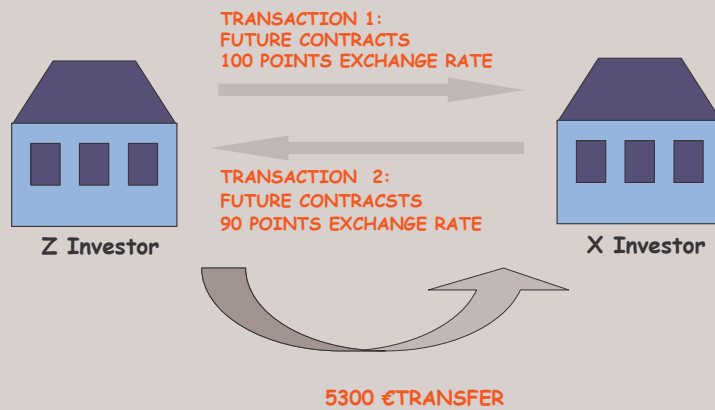 TRANSACTION 1:
FUTURE CONTRACTS
100 POINTS EXCHANGE RATE
TRANSACTION 2:
FUTURE CONTRACSTS
90 POINTS EXCHANGE RATE
Z Investor
X Investor
5300 €TRANSFER